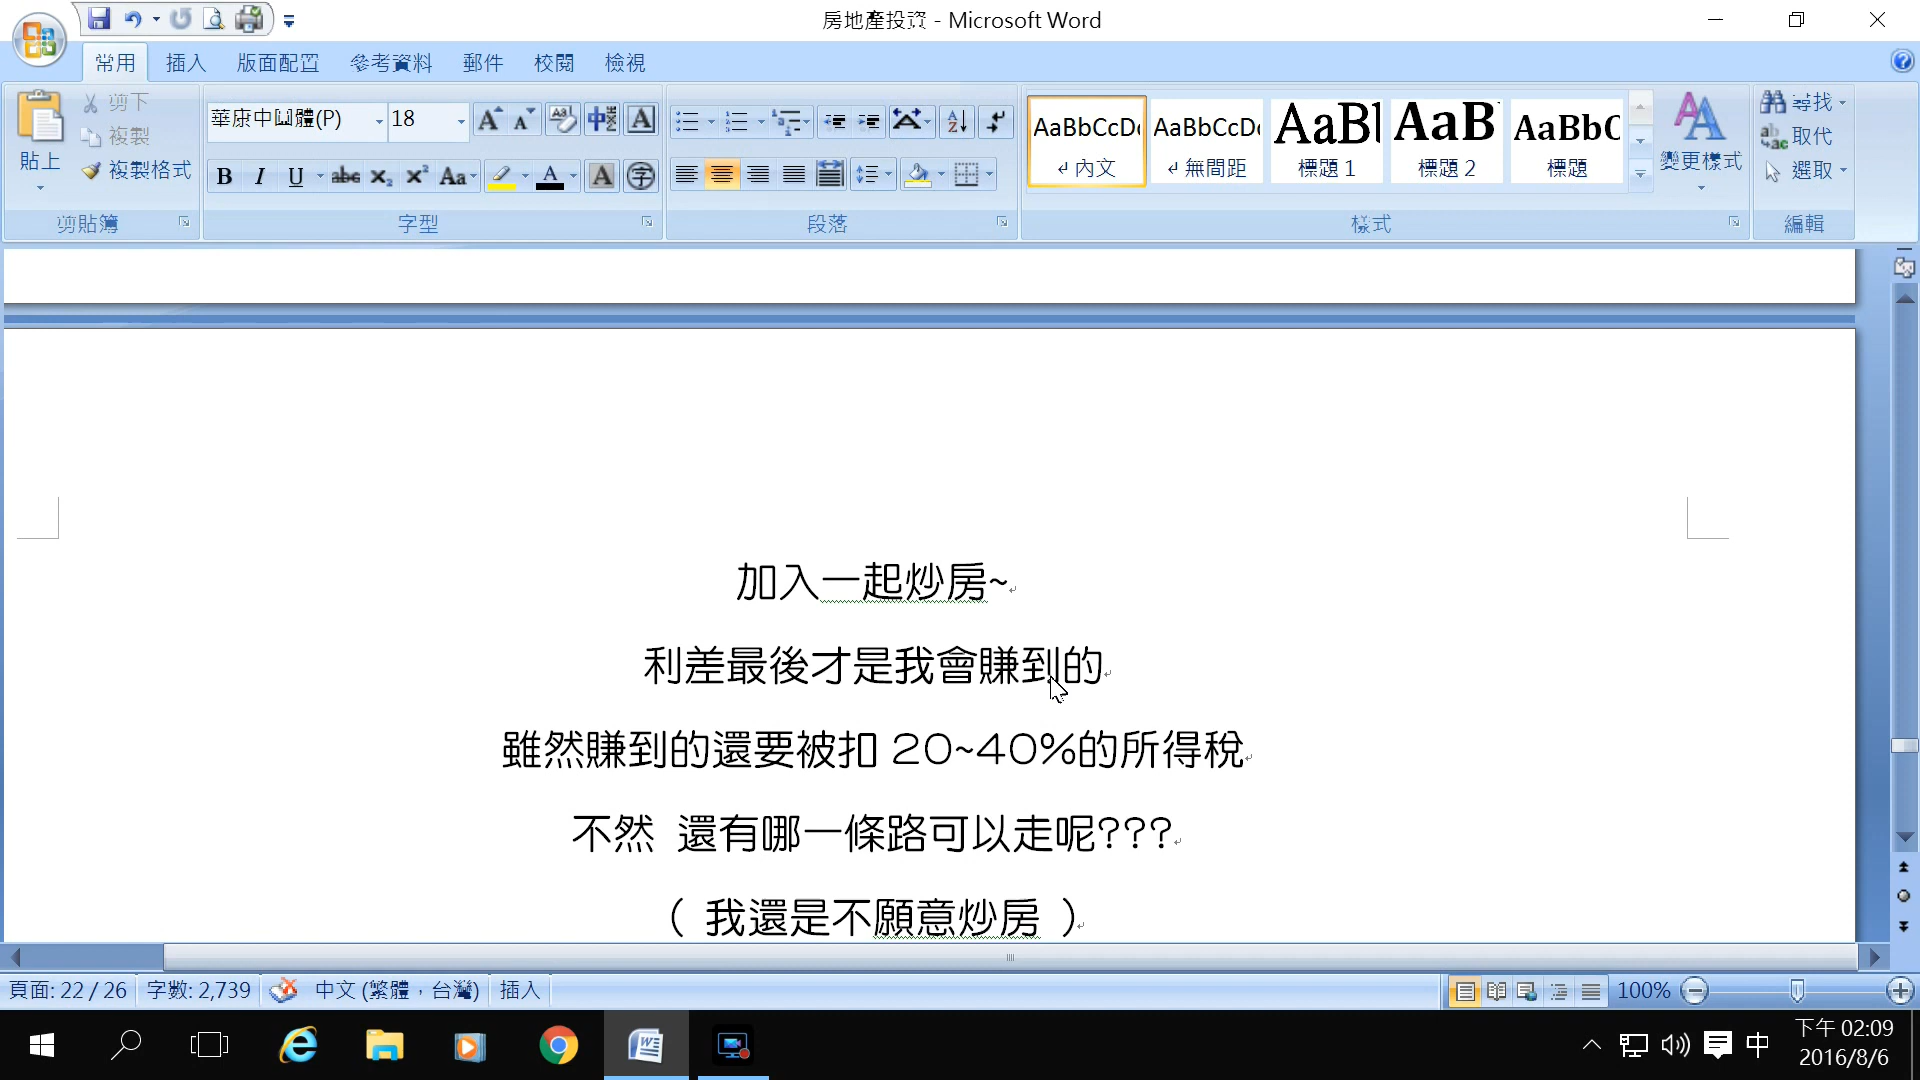 房地產投資 - Microsoft Word
常用 插入 版面配置 參考資料 郵件 校閱 檢視
貼上
剪下
複製
複製格式
剪貼簿
華康中圓體(P) 18
字型
段落
AaBbCcDc AaBbCcDc AaBl AaB AaBbC
內文 無間距 標題 1 標題 2 標題
變更樣式
樣式
尋找
取代
選取
編輯
加入一起炒房~
利差最後才是我會賺到的
雖然賺到的還要被扣 20~40%的所得稅
不然 還有哪一條路可以走呢???
( 我還是不願意炒房 )
頁面: 22 / 26 字數: 2,739 中文 (繁體，台灣) 插入 100%
中
下午 02:09
2016/8/6